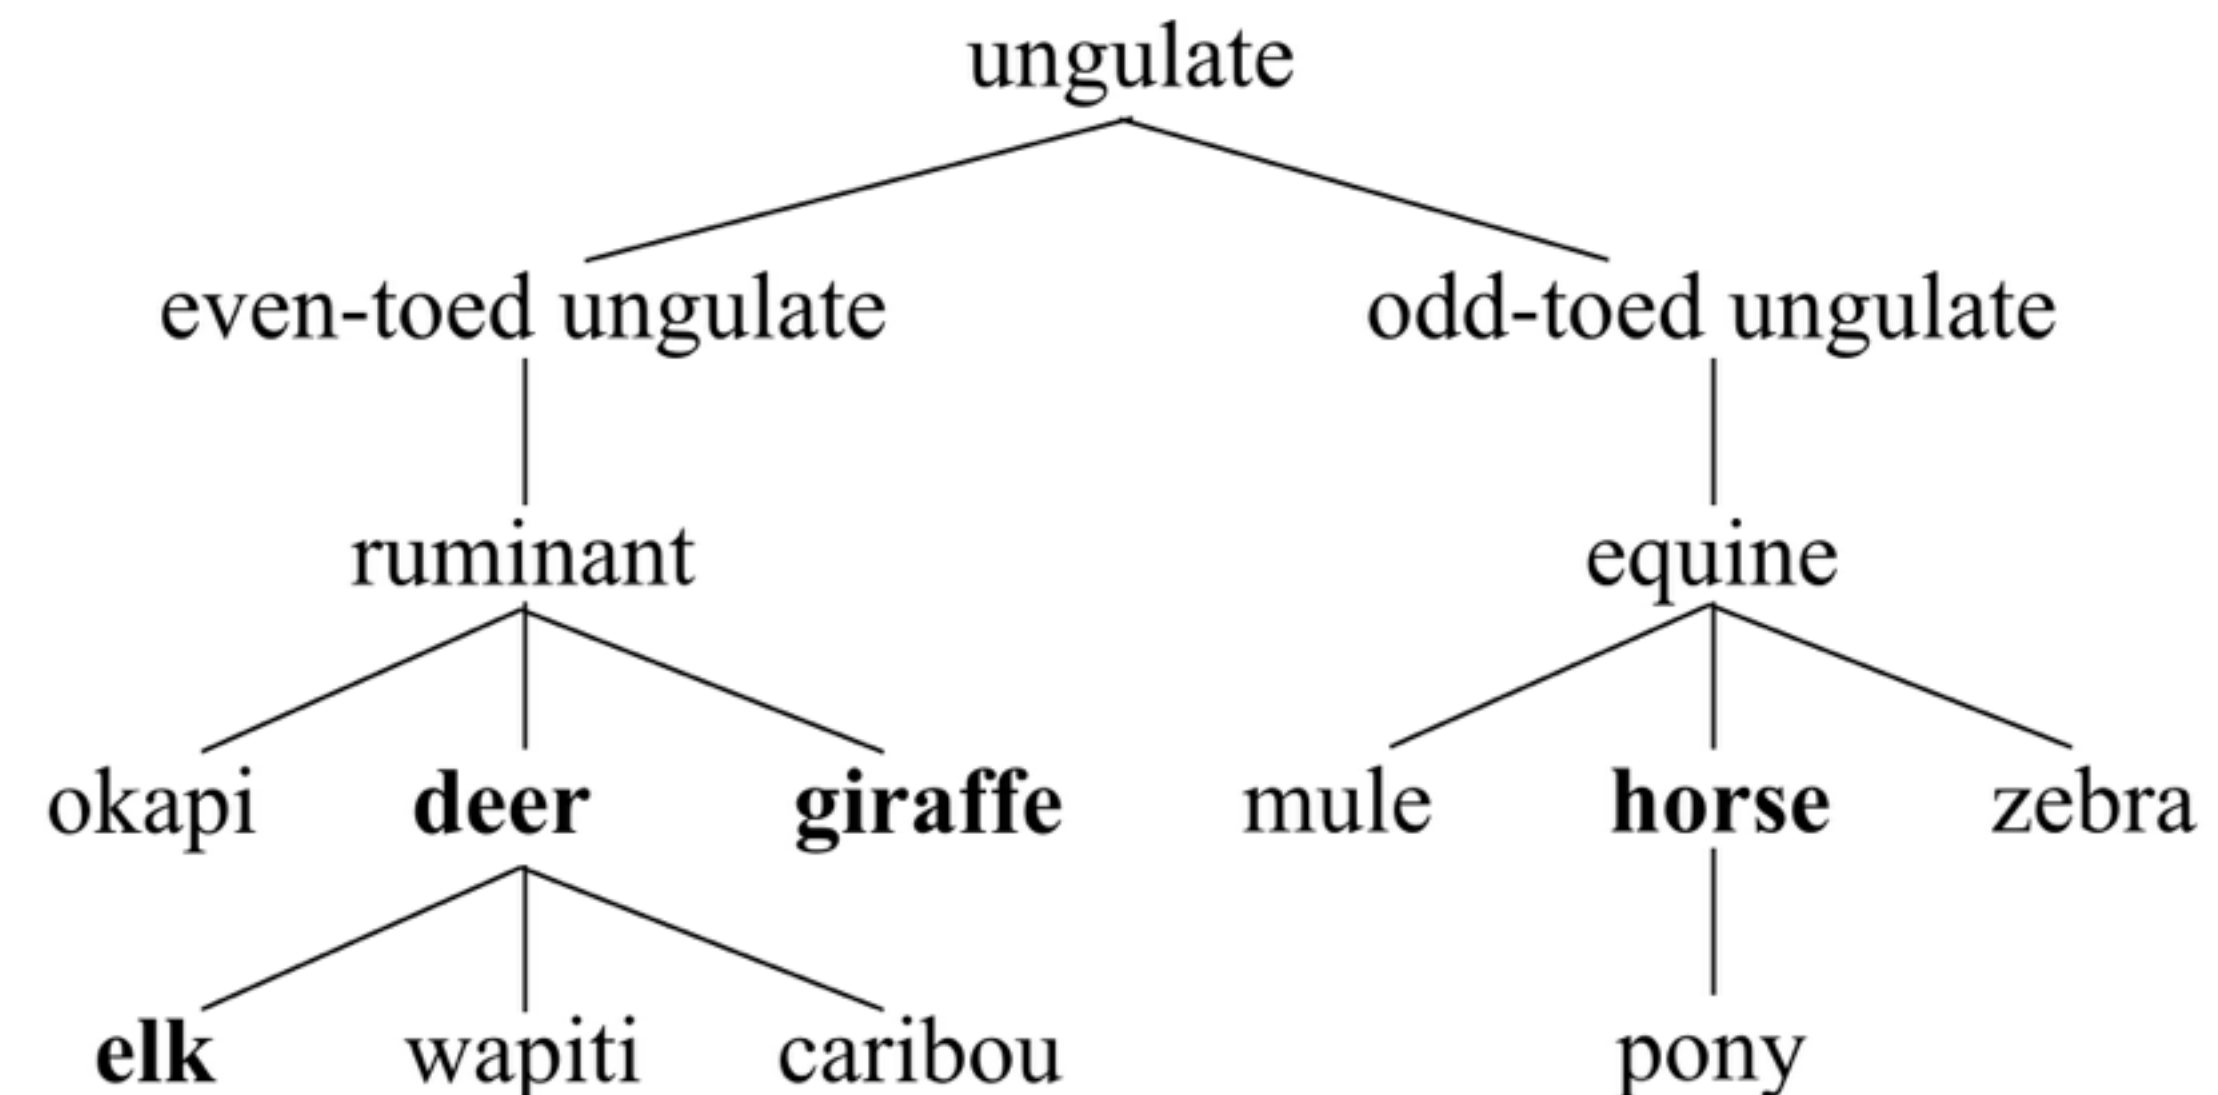 ungulate
even-toed ungulate odd-toed ungulate
ruminant equine
okapi deer giraffe mule horse zebra
elk wapiti caribou pony